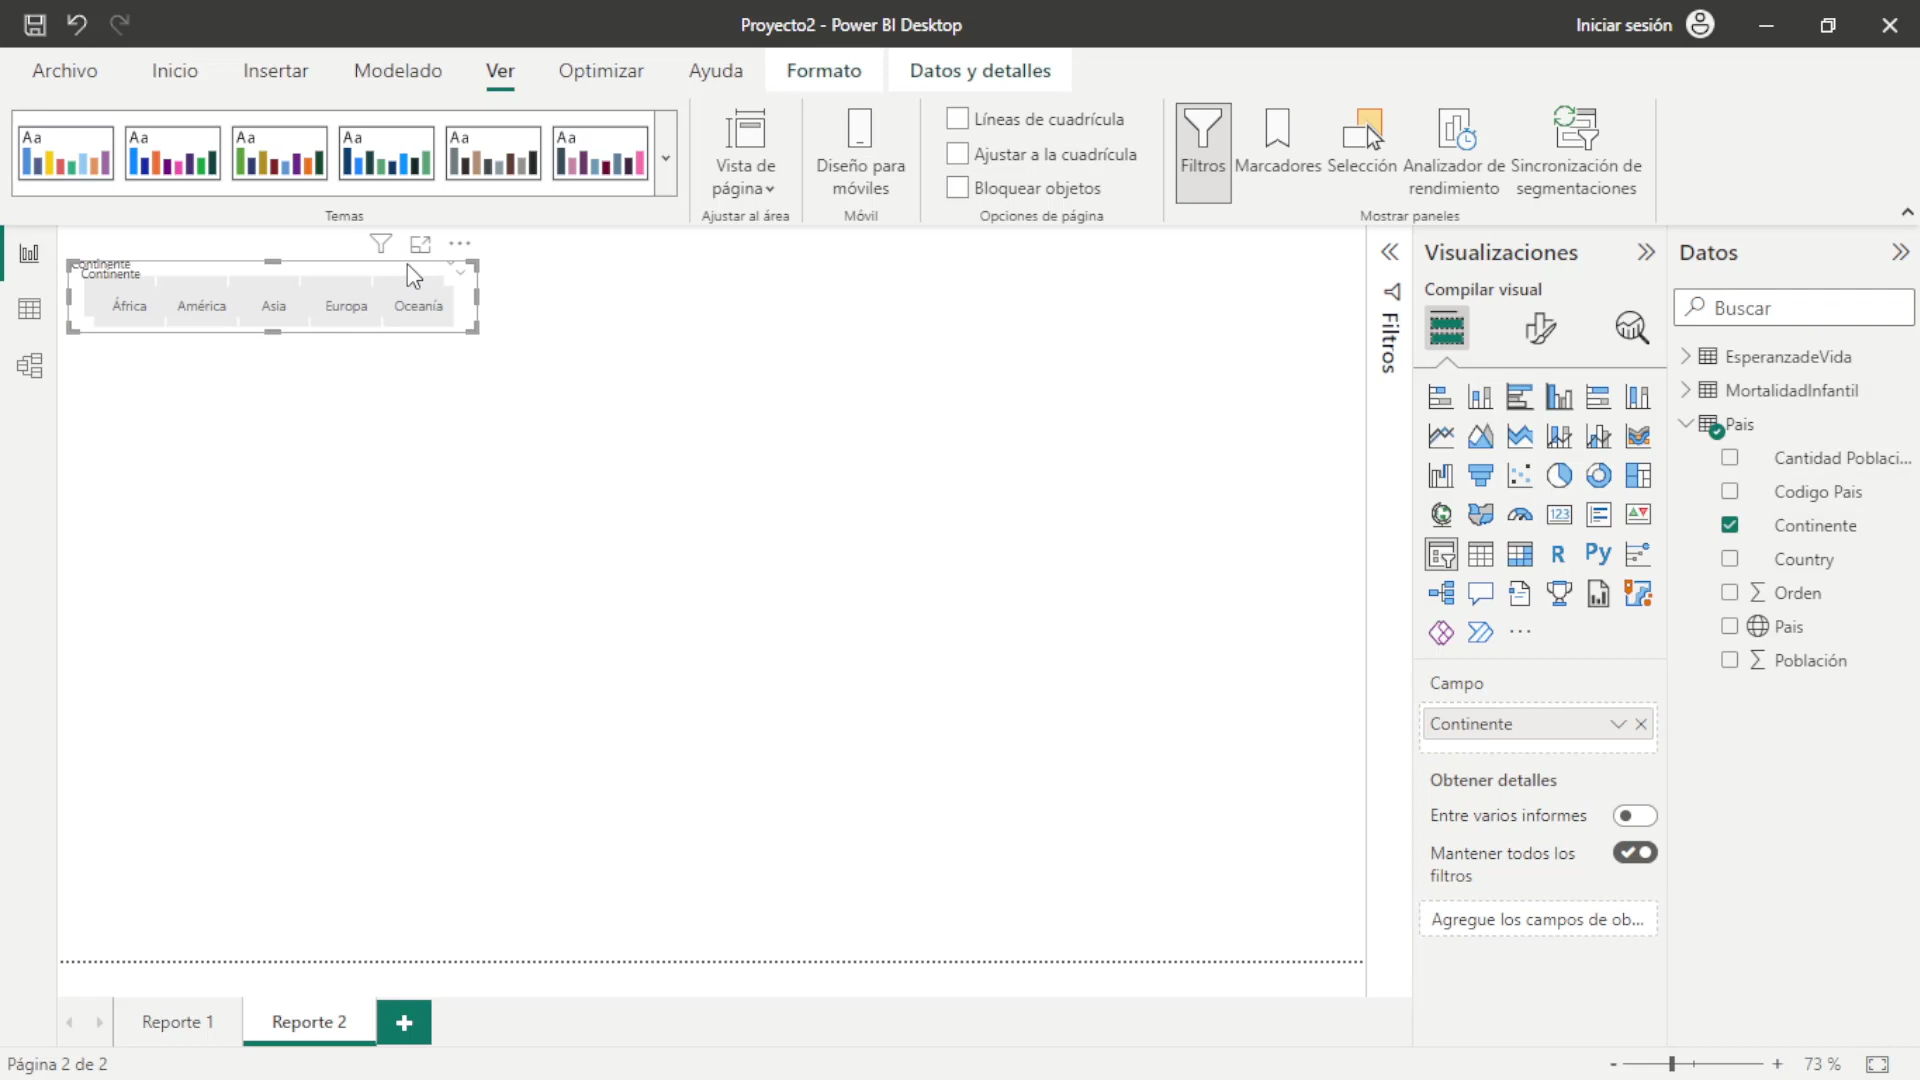 Proyecto2 - Power BI Desktop
Iniciar sesión
Archivo Inicio Insertar Modelado Ver Optimizar Ayuda Formato Datos y detalles
Aa Aa Aa Aa Aa Aa
Temas
Vista de
página
Ajustar al área
Diseño para
móviles
Móvil
Líneas de cuadrícula
Ajustar a la cuadrícula
Bloquear objetos
Opciones de página
Filtros
Marcadores
Selección
Analizador de
rendimiento
Sincronización de
segmentaciones
Mostrar paneles
Continente
Continente
África América Asia Europa Oceanía
Filtros
Visualizaciones
Compilar visual
123
R
Py
Campo
Continente
Obtener detalles
Entre varios informes
Mantener todos los
filtros
Agregue los campos de ob...
Datos
Buscar
EsperanzadeVida
MortalidadInfantil
Pais
Cantidad Poblaci...
Codigo Pais
Continente
Country
Σ Orden
Pais
Σ Población
Reporte 1 Reporte 2 +
Página 2 de 2
- + 73 %